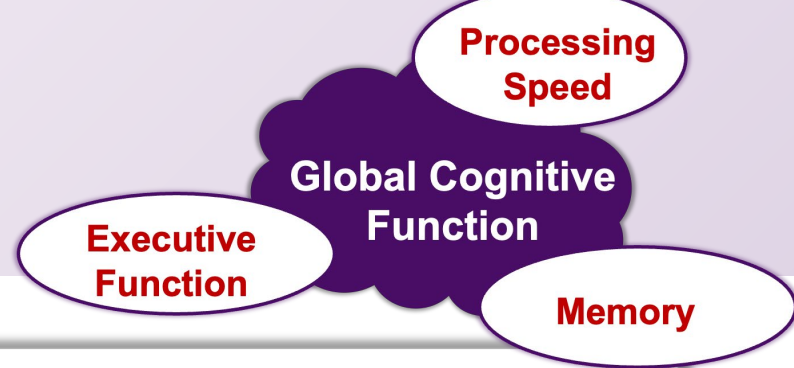 Processing
Speed
Global Cognitive
Function
Executive
Function
Memory